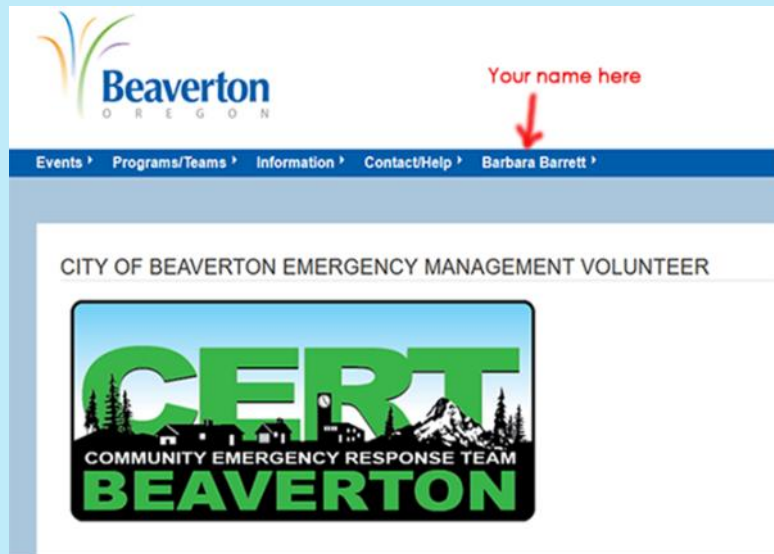 Beaverton
OREGON
Your name here
Events Programs/Teams Information Contact/Help Barbara Barrett
CITY OF BEAVERTON EMERGENCY MANAGEMENT VOLUNTEER
CERT
COMMUNITY EMERGENCY RESPONSE TEAM
BEAVERTON